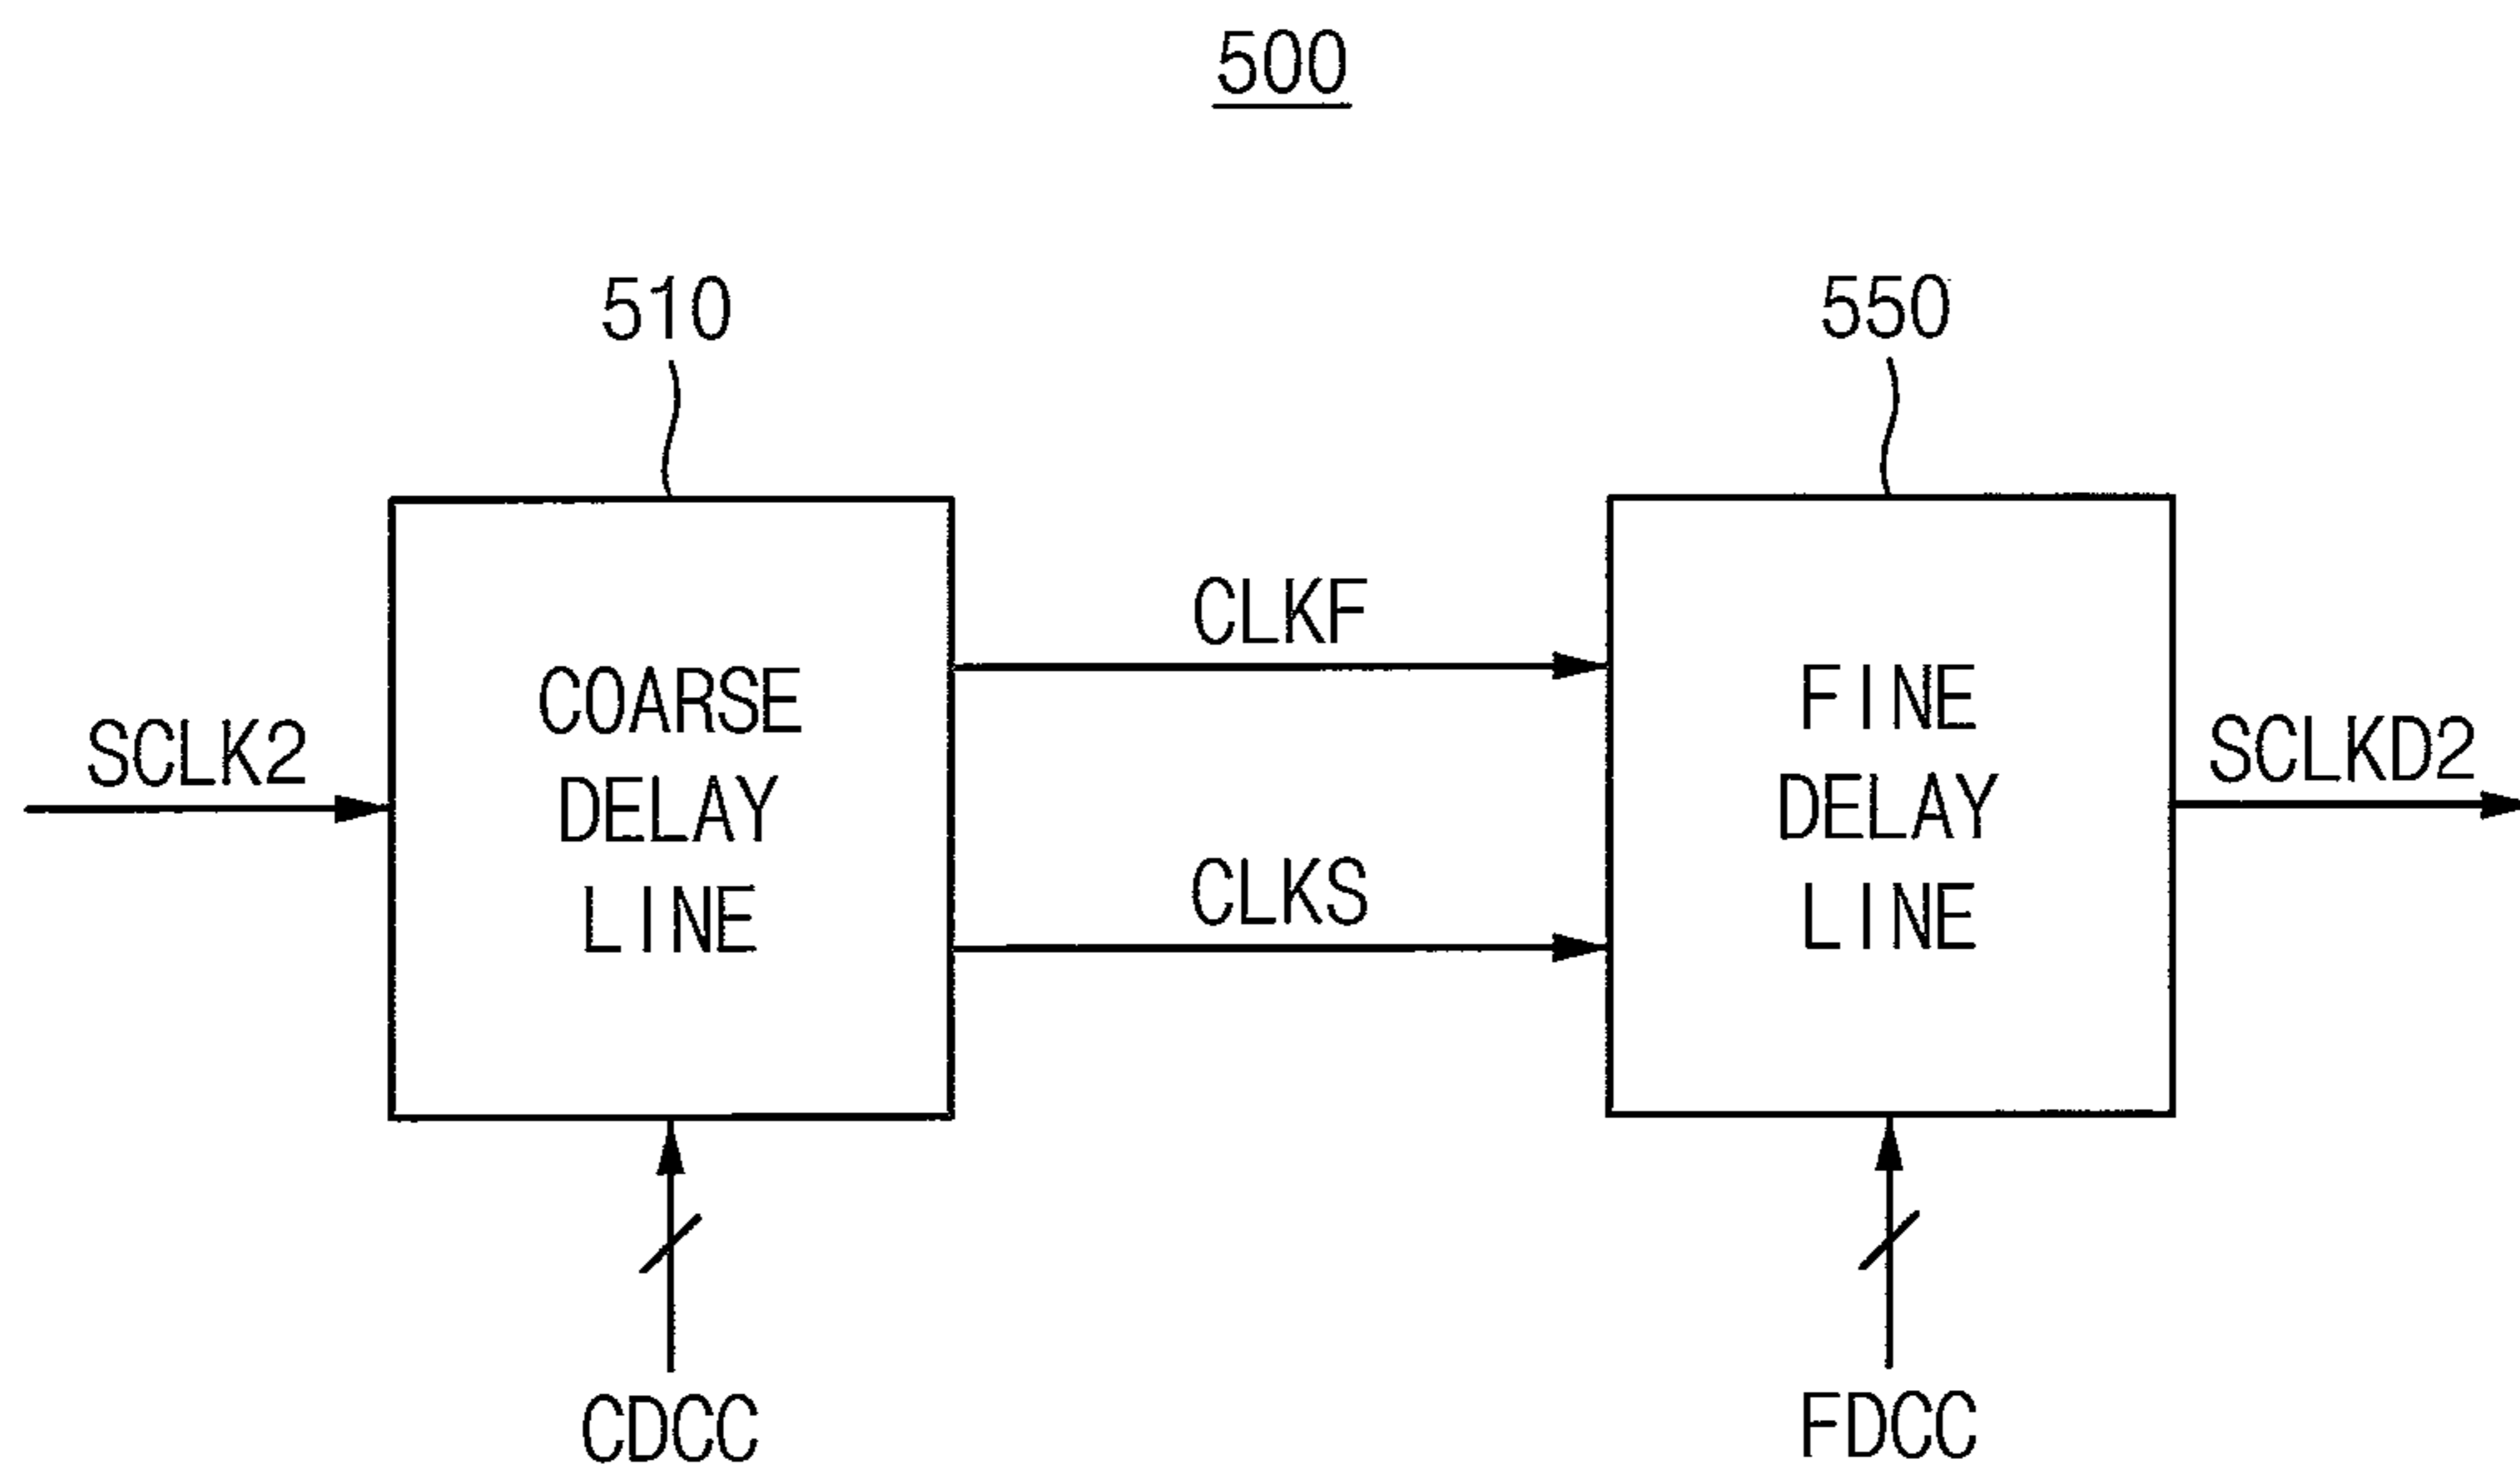 500
510
550
SCLK2
COARSE
DELAY
LINE
CLKF
CLKS
FINE
DELAY
LINE
SCLKD2
CDCC
FDCC